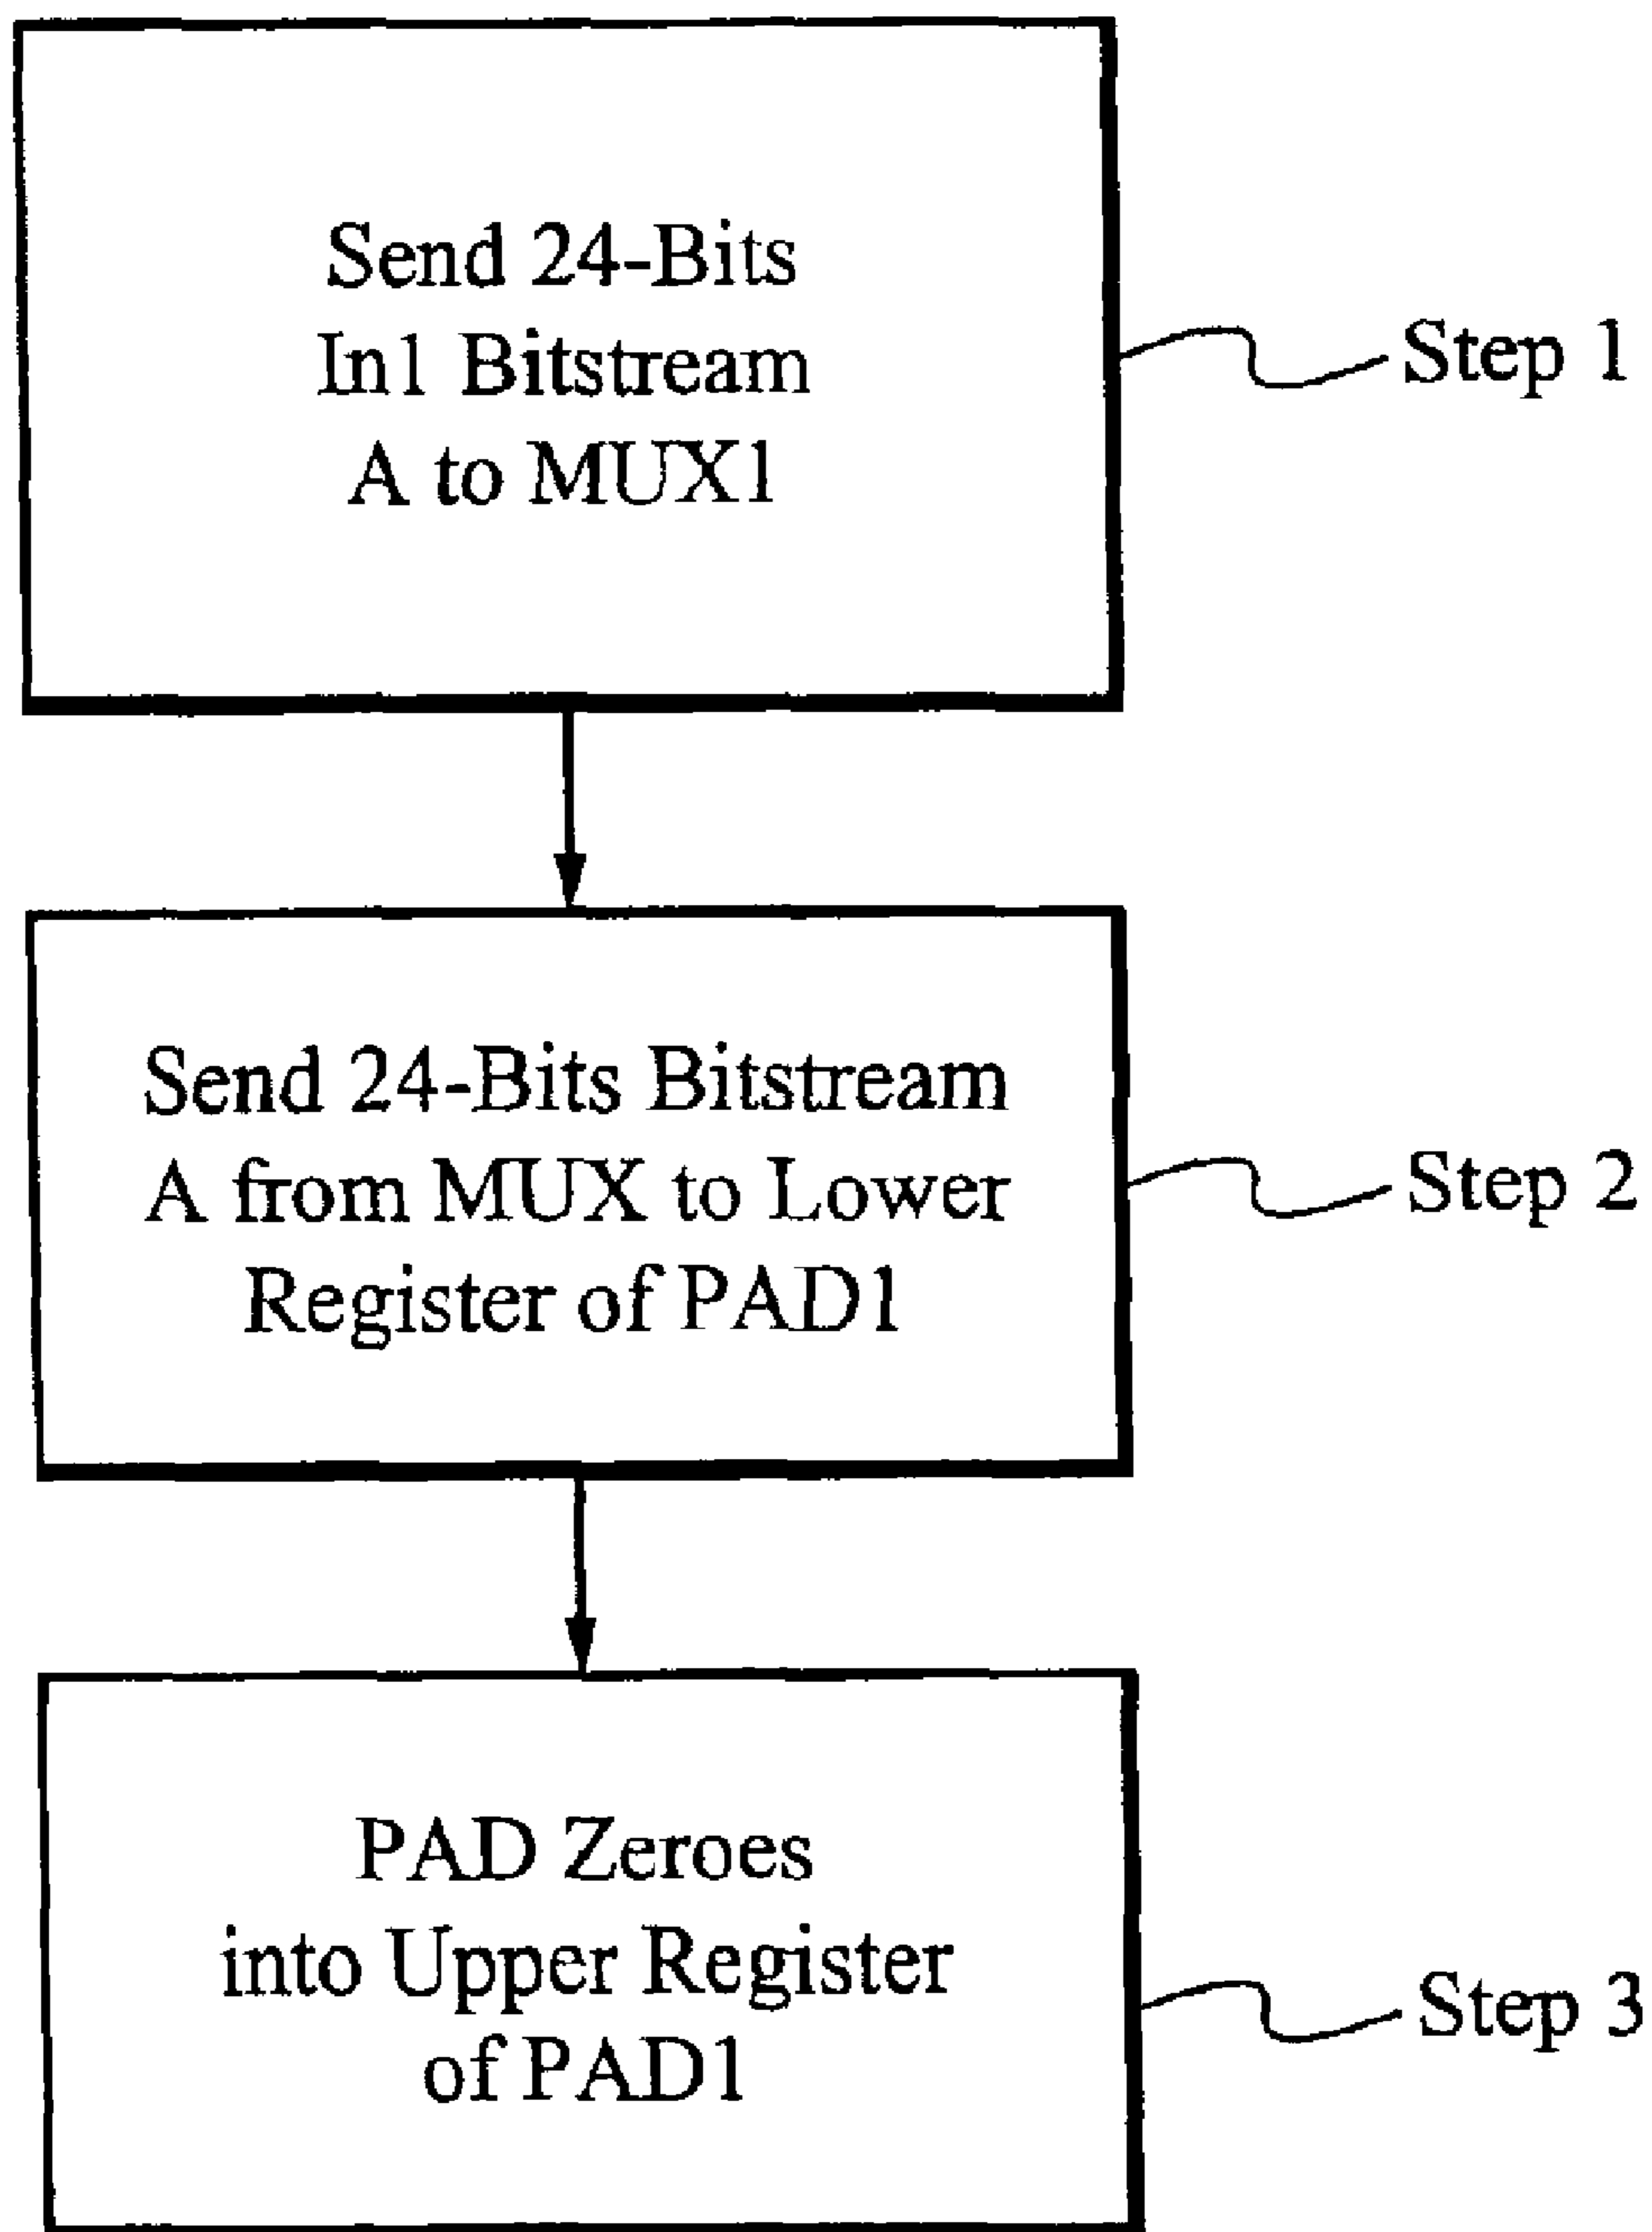 Send 24-Bits
In1 Bitstream
A to MUX1
Step 1
Send 24-Bits Bitstream
A from MUX to Lower
Register of PAD1
Step 2
PAD Zeroes
into Upper Register
of PAD1
Step 3